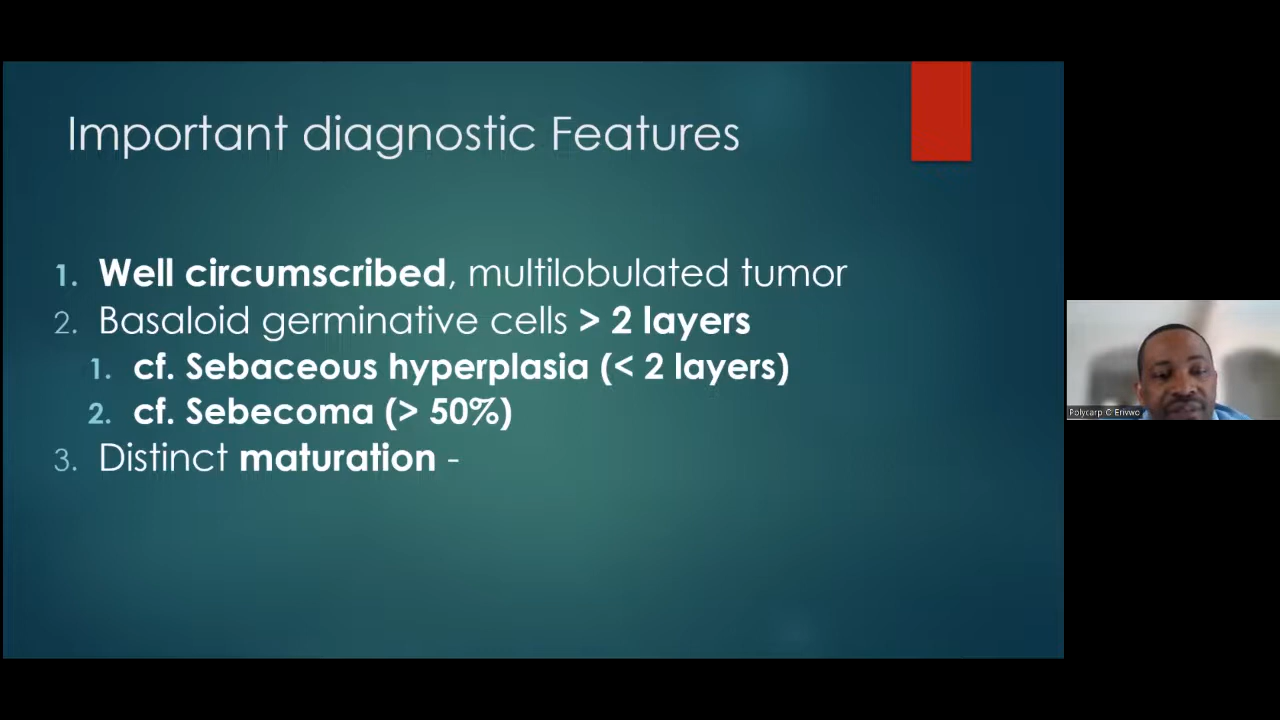 Important diagnostic Features
1. Well circumscribed, multilobulated tumor
2. Basaloid germinative cells > 2 layers
1. cf. Sebaceous hyperplasia (< 2 layers)
2. cf. Sebecoma (> 50%)
3. Distinct maturation -
Polycarp C Erivwo